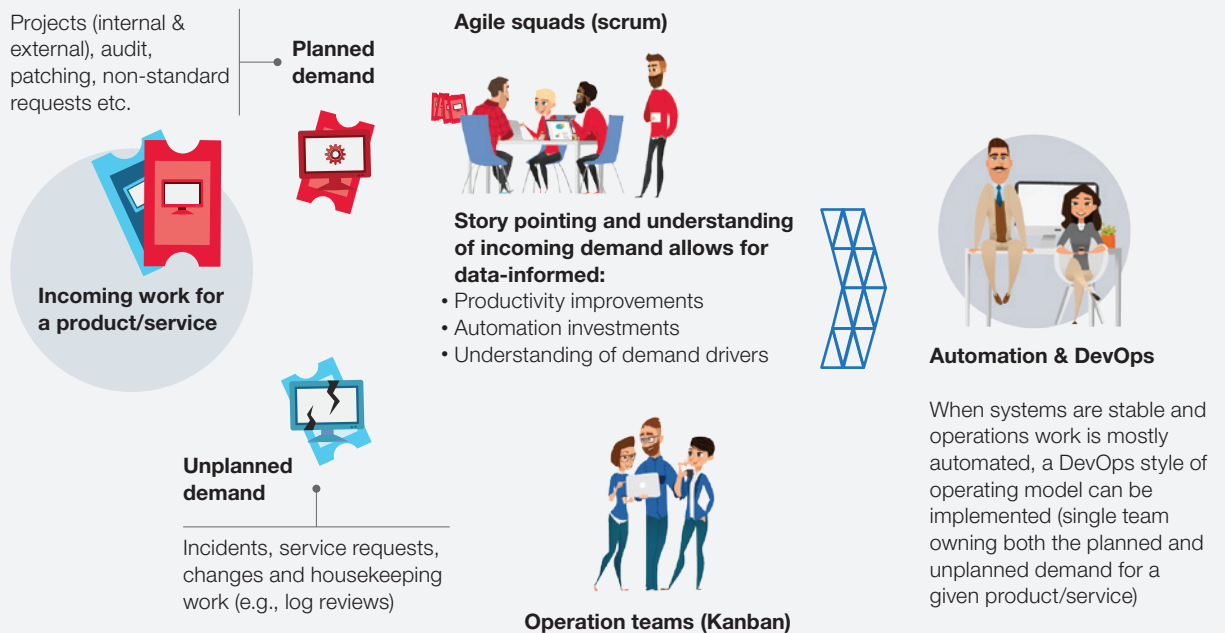 Projects (internal &
external), audit,
patching, non-standard
requests etc.
Planned
demand
Incoming work for
a product/service
Unplanned
demand
Incidents, service requests,
changes and housekeeping
work (e.g., log reviews)
Agile squads (scrum)
Story pointing and understanding
of incoming demand allows for
data-informed:
• Productivity improvements
• Automation investments
• Understanding of demand drivers
Operation teams (Kanban)
Automation & DevOps
When systems are stable and
operations work is mostly
automated, a DevOps style of
operating model can be
implemented (single team
owning both the planned and
unplanned demand for a
given product/service)